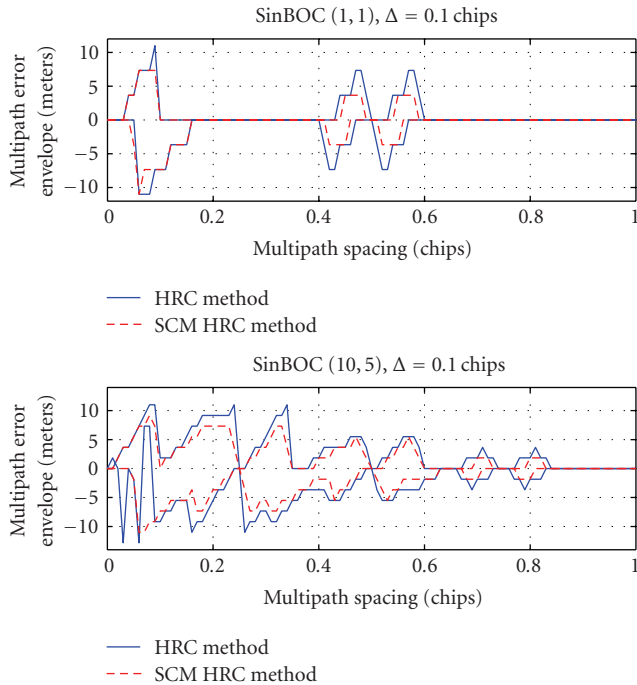 SinBOC (1, 1), Δ = 0.1 chips
Multipath error
envelope (meters)
10
5
0
−5
−10
0 0.2 0.4 0.6 0.8 1
Multipath spacing (chips)
HRC method
SCM HRC method
SinBOC (10, 5), Δ = 0.1 chips
Multipath error
envelope (meters)
10
5
0
−5
−10
0 0.2 0.4 0.6 0.8 1
Multipath spacing (chips)
HRC method
SCM HRC method